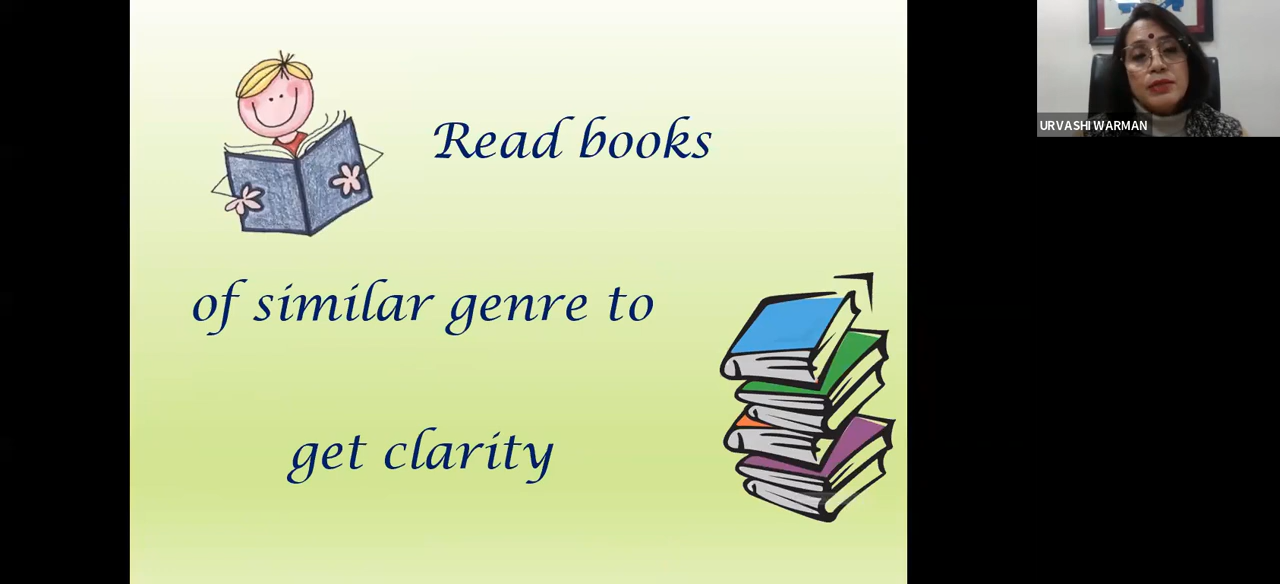 Read books
of similar genre to
get clarity
URVASHI WARMAN